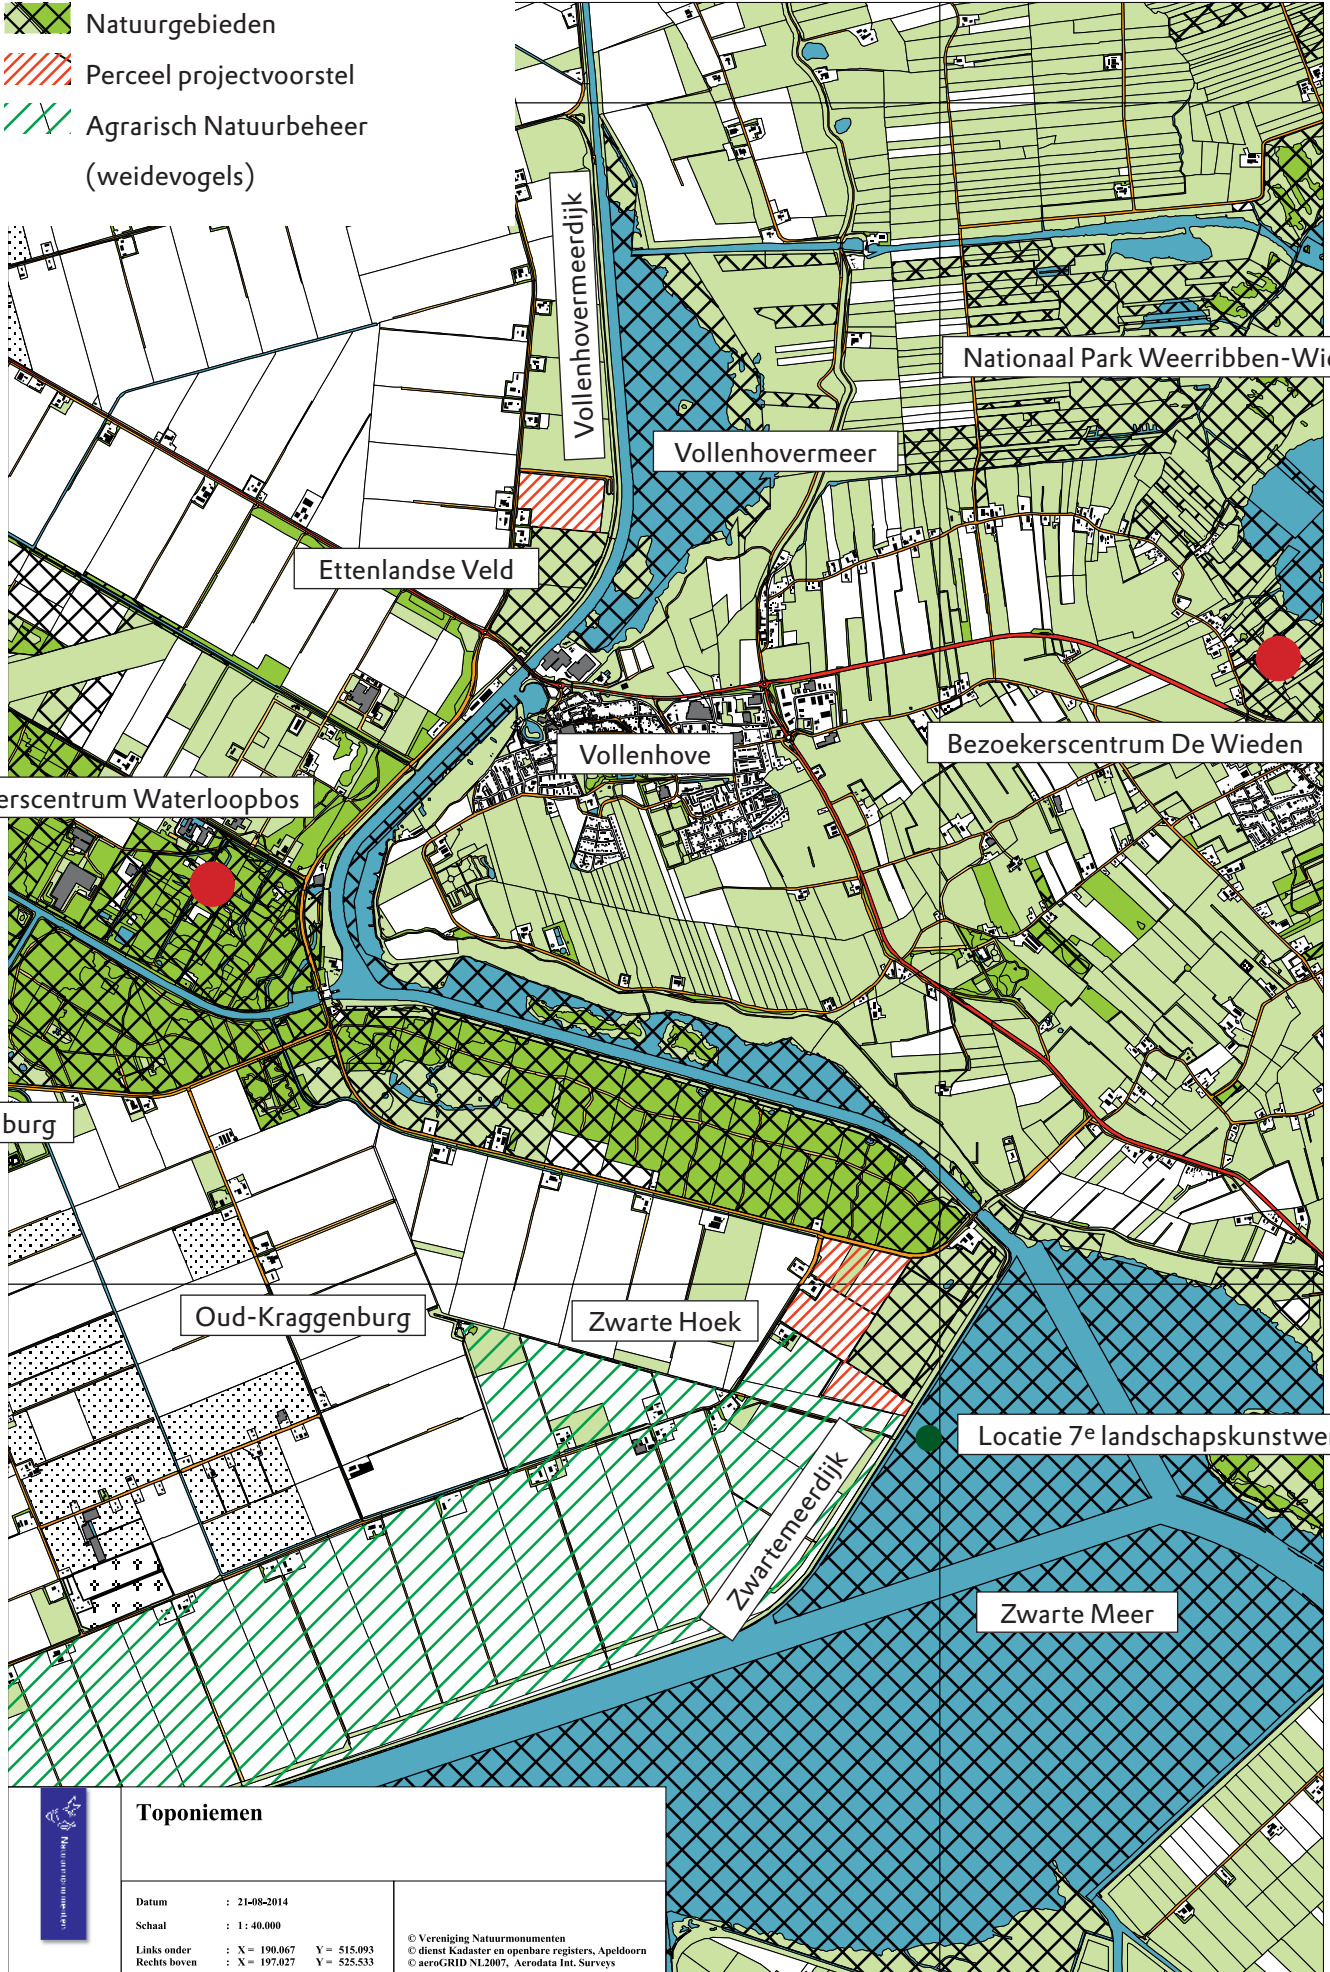 Natuurgebieden
Perceel projectvoorstel
Agrarisch Natuurbeheer
(weidevogels)
Vollenhovermeerdijk
Nationaal Park Weerribben-Wie
Vollenhovermeer
Ettenlandse Veld
Vollenhove
Bezoekerscentrum De Wieden
erscentrum Waterloopbos
burg
Oud-Kraggenburg
Zwarte Hoek
Locatie 7e landschapskunstwer
Zwartemeerdijk
Zwarte Meer
Natuurmonumenten
Toponiemen
Datum : 21-08-2014
Schaal : 1 : 40.000
Links onder : X = 190.067 Y = 515.093
Rechts boven : X = 197.027 Y = 525.533
© Vereniging Natuurmonumenten
© dienst Kadaster en openbare registers, Apeldoorn
© aeroGRID NL2007, Aerodata Int. Surveys